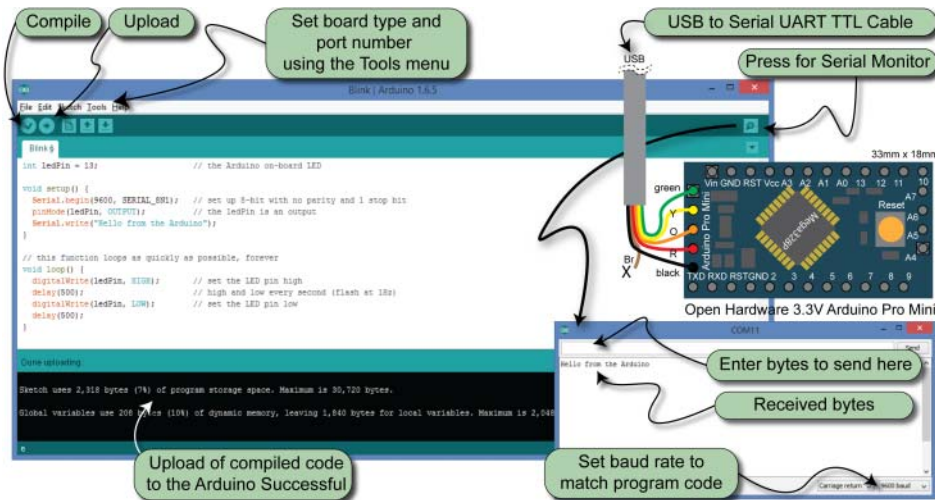 Compile
Upload
Set board type and
port number
using the Tools menu
USB to Serial UART TTL Cable
USB
Press for Serial Monitor
Blink | Arduino 1.6.5
File Edit Sketch Tools Help
Blink §
int ledPin = 13; // the Arduino on-board LED
void setup() {
Serial.begin(9600, SERIAL_8N1); // set up 8-bit with no parity and 1 stop bit
pinMode(ledPin, OUTPUT); // the ledPin is an output
Serial.write("Hello from the Arduino");
}
// this function loops as quickly as possible, forever
void loop() {
digitalWrite(ledPin, HIGH); // set the LED pin high
delay(500); // high and low every second (flash at 1Hz)
digitalWrite(ledPin, LOW); // set the LED pin low
delay(500);
}
Done uploading.
Sketch uses 2,318 bytes (7%) of program storage space. Maximum is 30,720 bytes.
Global variables use 208 bytes (10%) of dynamic memory, leaving 1,840 bytes for local variables. Maximum is 2,048
6
Upload of compiled code
to the Arduino Successful
33mm x 18mm
Vin GND RST Vcc A3 A2 A1 A0 13 12 11 10
A7
A6
A5
A4
Reset
Mega328P
Arduino Pro Mini
green
Y
O
R
Br
X
black
TXD RXD RST GND 2 3 4 5 6 7 8 9
Open Hardware 3.3V Arduino Pro Mini
COM11
Send
Hello from the Arduino
Enter bytes to send here
Received bytes
Set baud rate to
match program code
Carriage return
9600 baud